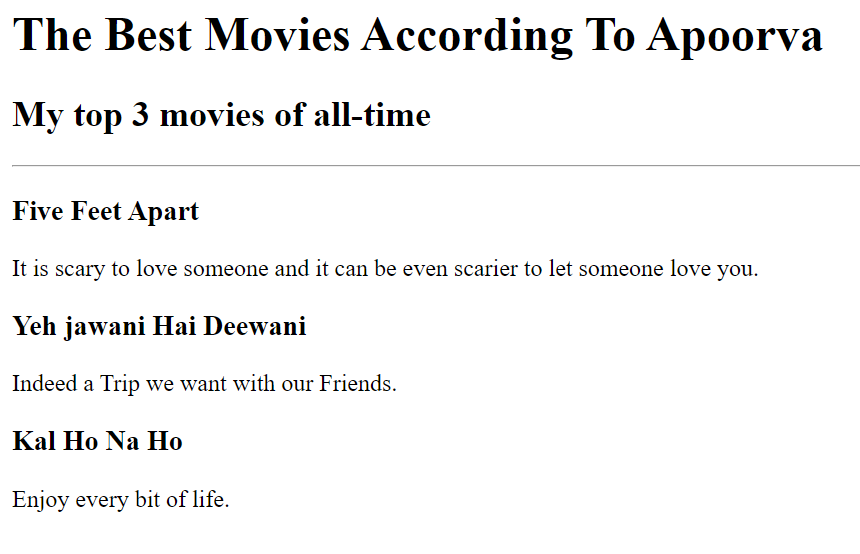 The Best Movies According To Apoorva
My top 3 movies of all-time
Five Feet Apart
It is scary to love someone and it can be even scarier to let someone love you.
Yeh jawani Hai Deewani
Indeed a Trip we want with our Friends.
Kal Ho Na Ho
Enjoy every bit of life.